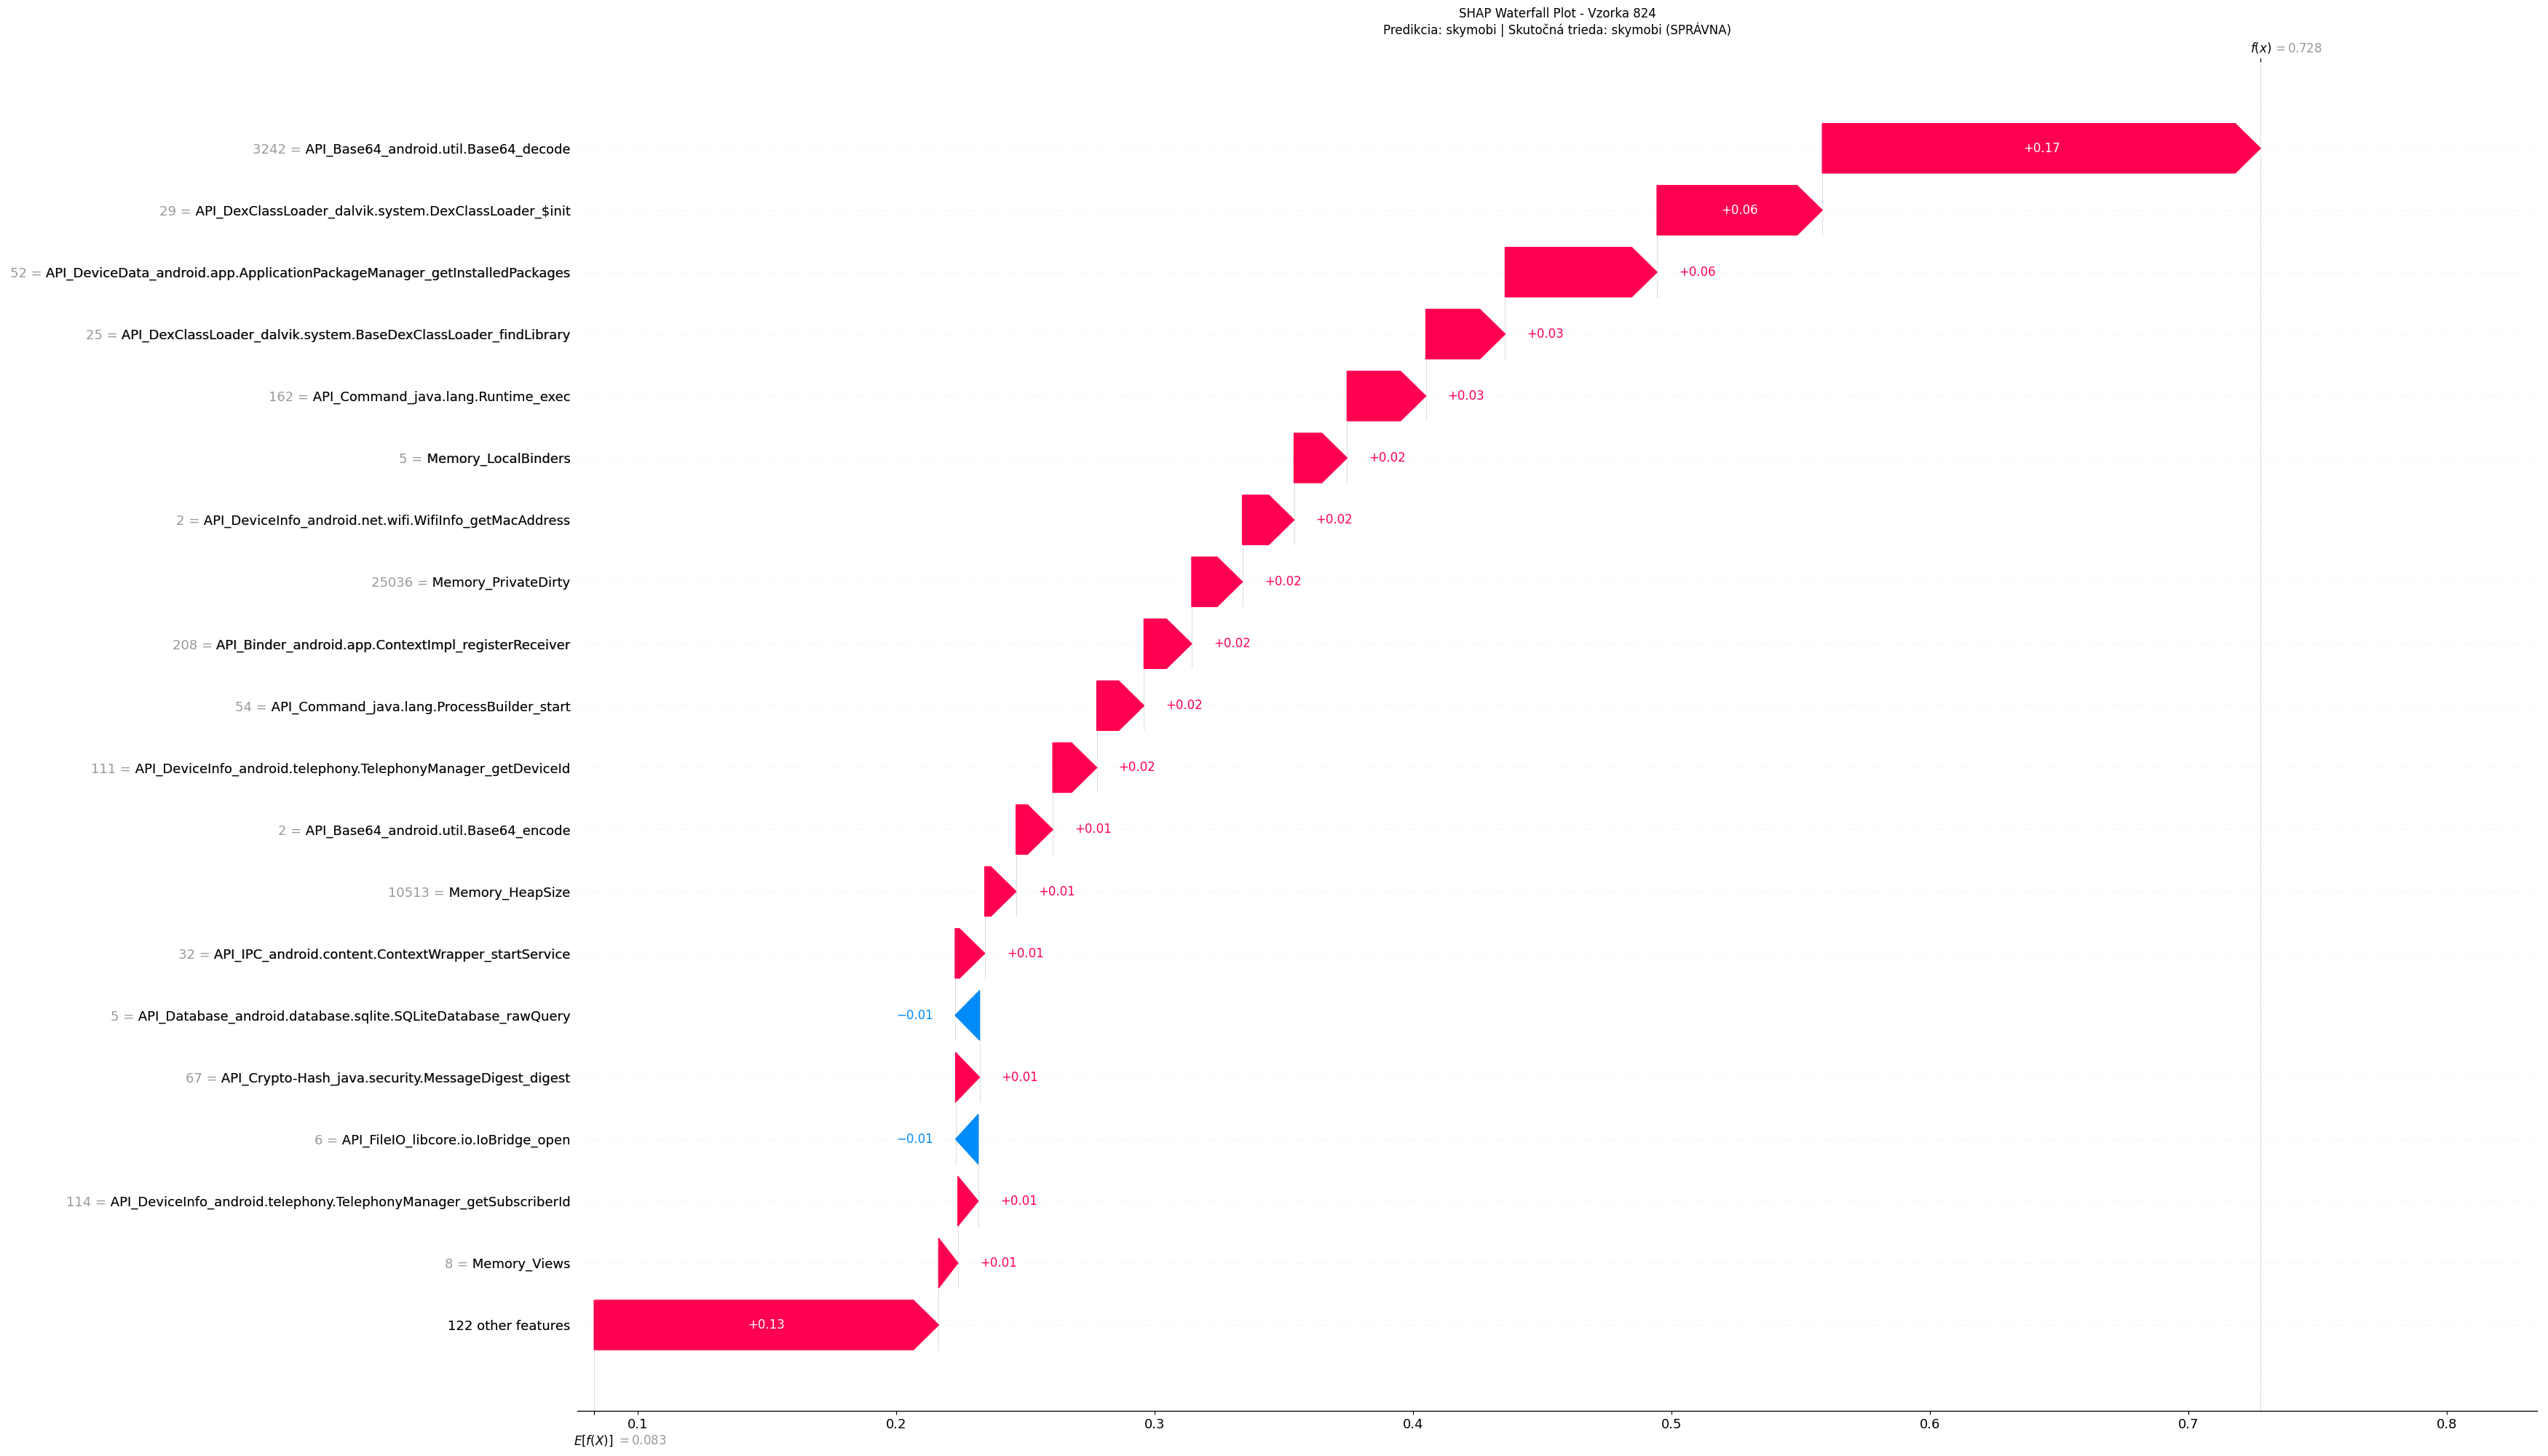 SHAP Waterfall Plot - Vzorka 824
Predikcia: skymobi | Skutočná trieda: skymobi (SPRÁVNA)
f(x) = 0.728
3242 = API_Base64_android.util.Base64_decode +0.17
29 = API_DexClassLoader_dalvik.system.DexClassLoader_$init +0.06
52 = API_DeviceData_android.app.ApplicationPackageManager_getInstalledPackages +0.06
25 = API_DexClassLoader_dalvik.system.BaseDexClassLoader_findLibrary +0.03
162 = API_Command_java.lang.Runtime_exec +0.03
5 = Memory_LocalBinders +0.02
2 = API_DeviceInfo_android.net.wifi.WifiInfo_getMacAddress +0.02
25036 = Memory_PrivateDirty +0.02
208 = API_Binder_android.app.ContextImpl_registerReceiver +0.02
54 = API_Command_java.lang.ProcessBuilder_start +0.02
111 = API_DeviceInfo_android.telephony.TelephonyManager_getDeviceId +0.02
2 = API_Base64_android.util.Base64_encode +0.01
10513 = Memory_HeapSize +0.01
32 = API_IPC_android.content.ContextWrapper_startService +0.01
5 = API_Database_android.database.sqlite.SQLiteDatabase_rawQuery −0.01
67 = API_Crypto-Hash_java.security.MessageDigest_digest +0.01
6 = API_FileIO_libcore.io.IoBridge_open −0.01
114 = API_DeviceInfo_android.telephony.TelephonyManager_getSubscriberId +0.01
8 = Memory_Views +0.01
122 other features +0.13
0.1 0.2 0.3 0.4 0.5 0.6 0.7 0.8
E[f(X)] = 0.083